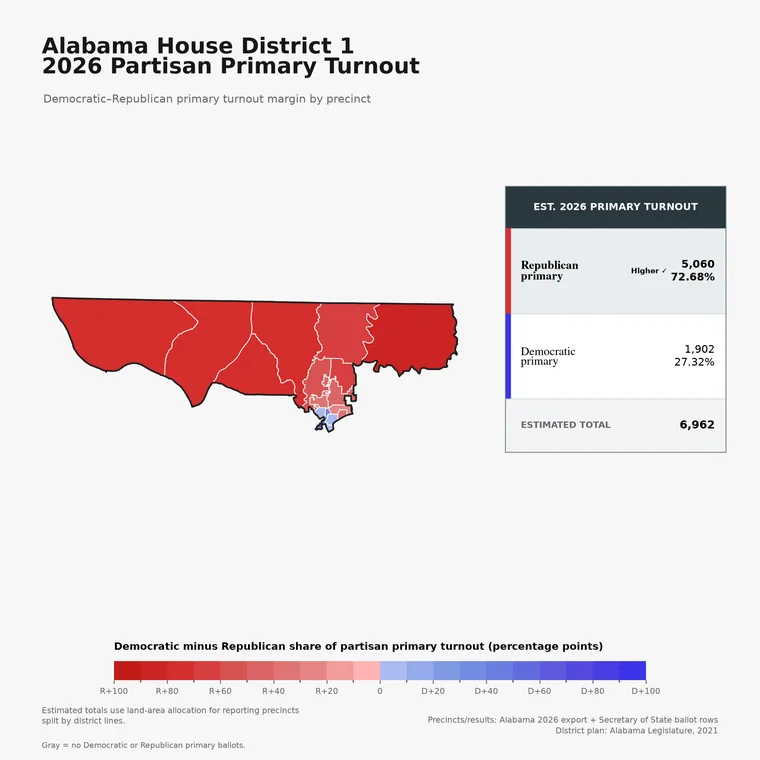 Alabama House District 1
2026 Partisan Primary Turnout
Democratic–Republican primary turnout margin by precinct
EST. 2026 PRIMARY TURNOUT
Republican
primary
Higher ✓
5,060
72.68%
Democratic
primary
1,902
27.32%
ESTIMATED TOTAL
6,962
Democratic minus Republican share of partisan primary turnout (percentage points)
R+100 R+80 R+60 R+40 R+20 0 D+20 D+40 D+60 D+80 D+100
Estimated totals use land-area allocation for reporting precincts
split by district lines.
Gray = no Democratic or Republican primary ballots.
Precincts/results: Alabama 2026 export + Secretary of State ballot rows
District plan: Alabama Legislature, 2021